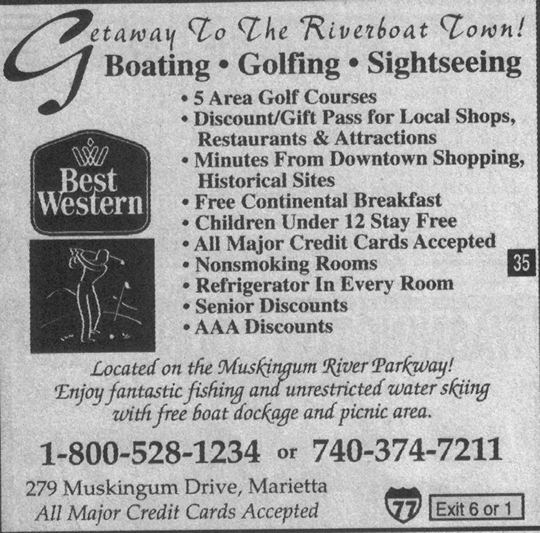 Getaway To The Riverboat Town!
Boating • Golfing • Sightseeing
• 5 Area Golf Courses
• Discount/Gift Pass for Local Shops,
Restaurants & Attractions
• Minutes From Downtown Shopping,
Historical Sites
• Free Continental Breakfast
• Children Under 12 Stay Free
• All Major Credit Cards Accepted
• Nonsmoking Rooms
• Refrigerator In Every Room
• Senior Discounts
• AAA Discounts
Best
Western
35
Located on the Muskingum River Parkway!
Enjoy fantastic fishing and unrestricted water skiing
with free boat dockage and picnic area.
1-800-528-1234 or 740-374-7211
279 Muskingum Drive, Marietta
All Major Credit Cards Accepted
77
Exit 6 or 1